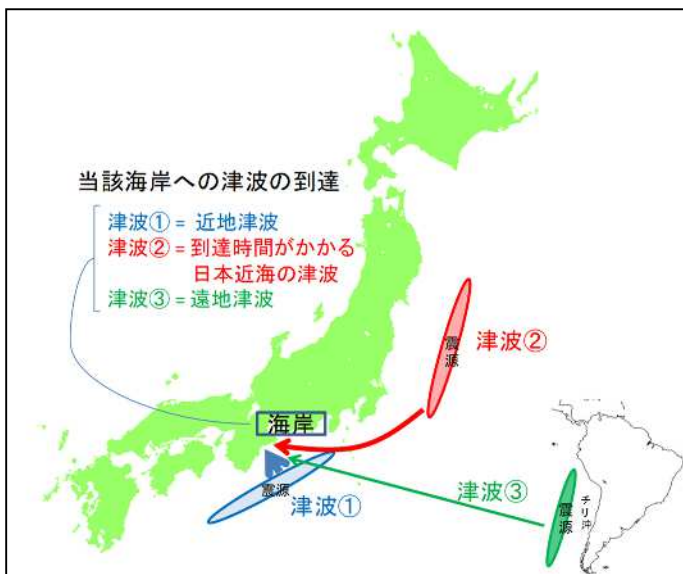 当該海岸への津波の到達
津波① = 近地津波
津波② = 到達時間がかかる
日本近海の津波
津波③ = 遠地津波
震源
津波②
海岸
震源
津波①
津波③
震源
チリ沖